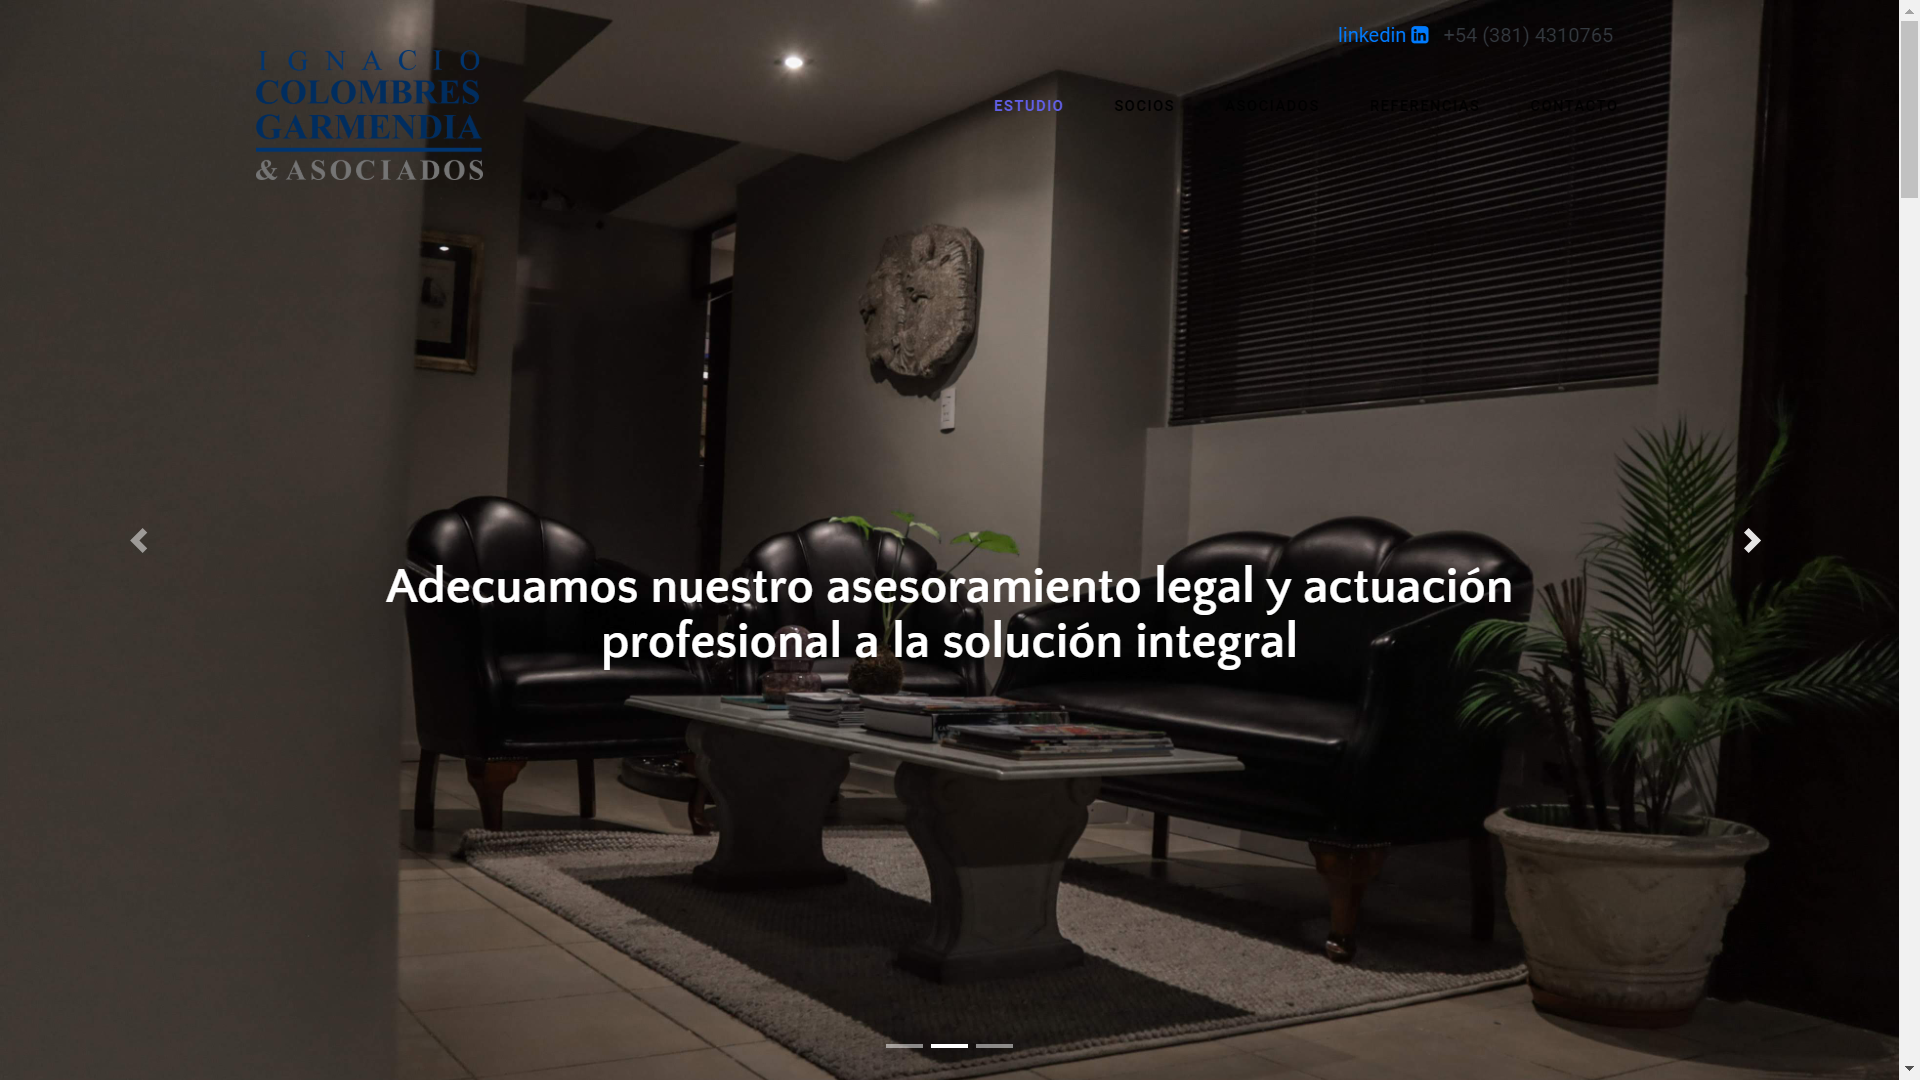 linkedin +54 (381) 4310765
IGNACIO
COLOMBRES
GARMENDIA
& ASOCIADOS
ESTUDIO SOCIOS ASOCIADOS REFERENCIAS CONTACTO
Adecuamos nuestro asesoramiento legal y actuación
profesional a la solución integral